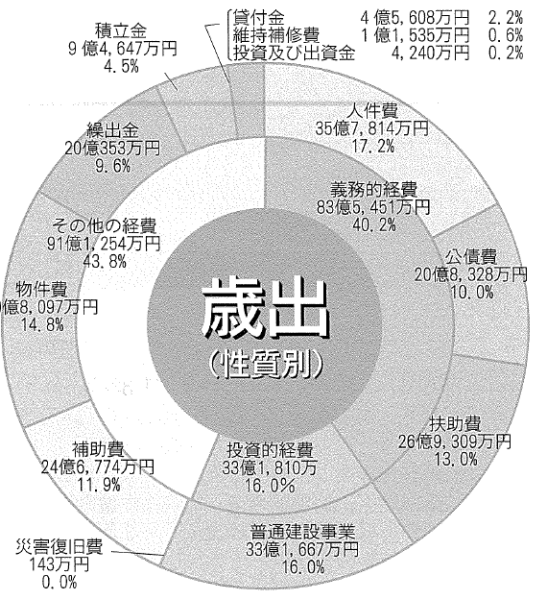 貸付金 4億5,608万円 2.2%
維持補修費 1億1,535万円 0.6%
投資及び出資金 4,240万円 0.2%
積立金
9億4,647万円
4.5%
人件費
35億7,814万円
17.2%
繰出金
20億353万円
9.6%
義務的経費
83億5,451万円
40.2%
その他の経費
91億1,254万円
43.8%
公債費
20億8,328万円
10.0%
物件費
億8,097万円
14.8%
歳出
(性質別)
扶助費
26億9,309万円
13.0%
補助費
24億6,774万円
11.9%
投資的経費
33億1,810万
16.0%
普通建設事業
33億1,667万円
16.0%
災害復旧費
143万円
0.0%